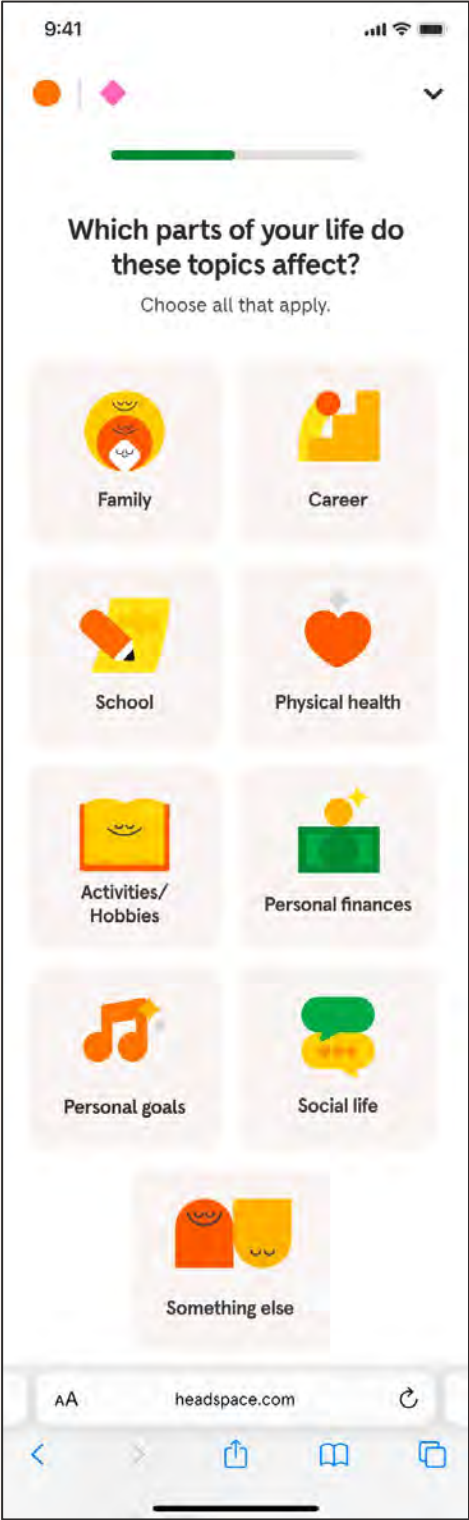 9:41
Which parts of your life do
these topics affect?
Choose all that apply.
Family
Career
School
Physical health
Activities/
Hobbies
Personal finances
Personal goals
Social life
Something else
AA
headspace.com